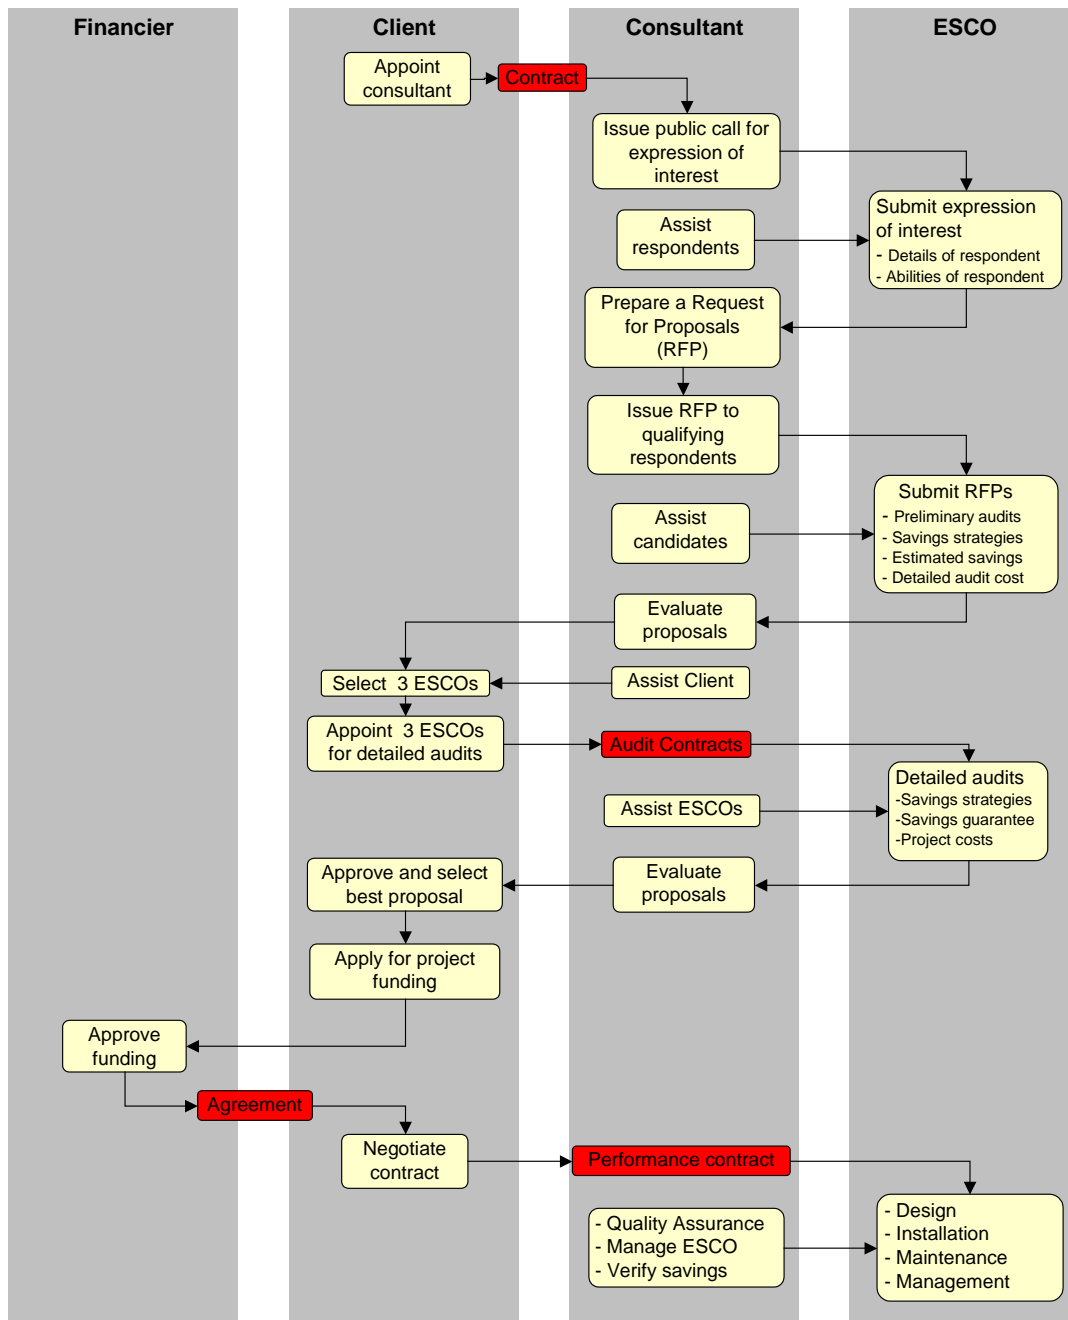 Financier
Client
Consultant
ESCO
Appoint
consultant
Contract
Issue public call for
expression of
interest
Submit expression
of interest
- Details of respondent
- Abilities of respondent
Assist
respondents
Prepare a Request
for Proposals
(RFP)
Issue RFP to
qualifying
respondents
Submit RFPs
- Preliminary audits
- Savings strategies
- Estimated savings
- Detailed audit cost
Assist
candidates
Evaluate
proposals
Select 3 ESCOs
Assist Client
Appoint 3 ESCOs
for detailed audits
Audit Contracts
Detailed audits
-Savings strategies
-Savings guarantee
-Project costs
Assist ESCOs
Approve and select
best proposal
Evaluate
proposals
Apply for project
funding
Approve
funding
Agreement
Negotiate
contract
Performance contract
- Quality Assurance
- Manage ESCO
- Verify savings
- Design
- Installation
- Maintenance
- Management